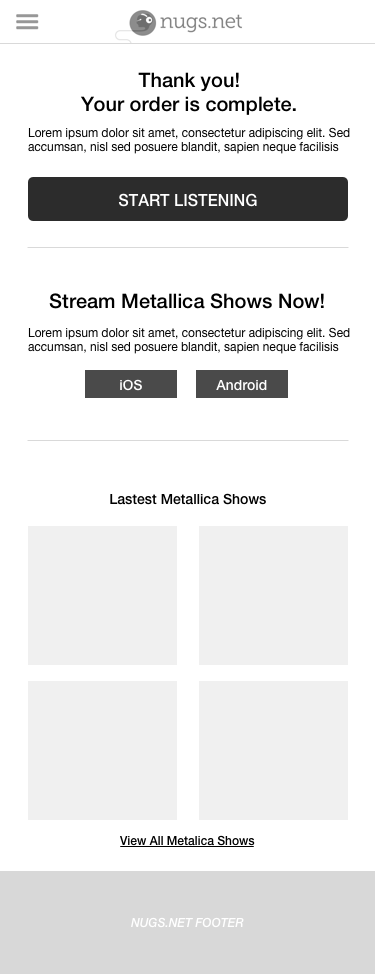 nugs.net
Thank you!
Your order is complete.
Lorem ipsum dolor sit amet, consectetur adipiscing elit. Sed
accumsan, nisl sed posuere blandit, sapien neque facilisis
START LISTENING
Stream Metallica Shows Now!
Lorem ipsum dolor sit amet, consectetur adipiscing elit. Sed
accumsan, nisl sed posuere blandit, sapien neque facilisis
iOS
Android
Lastest Metallica Shows
View All Metalica Shows
NUGS.NET FOOTER